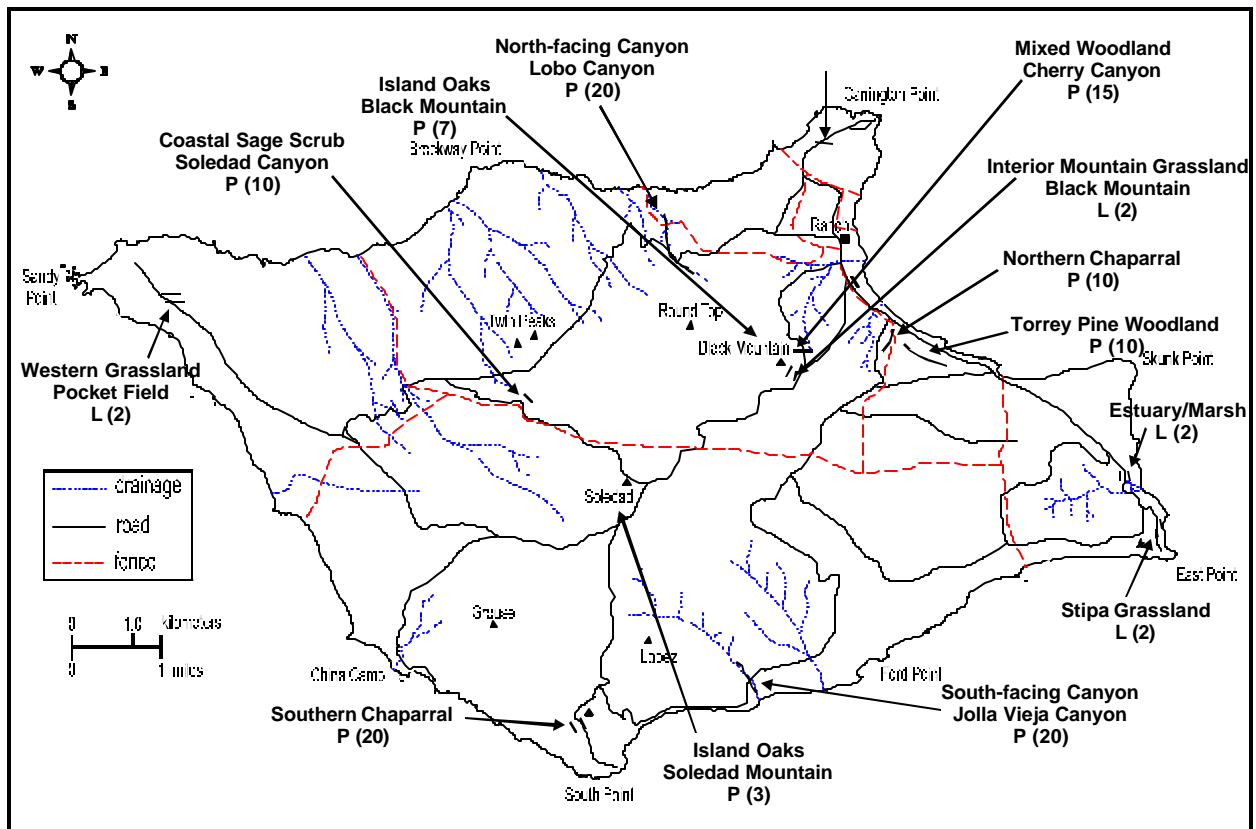 N
W
E
S
North-facing Canyon
Lobo Canyon
P (20)
Mixed Woodland
Cherry Canyon
P (15)
Island Oaks
Black Mountain
P (7)
Carrington Point
Coastal Sage Scrub
Soledad Canyon
P (10)
Brockway Point
Interior Mountain Grassland
Black Mountain
L (2)
Northern Chaparral
P (10)
Sandy
Point
Twin Peaks
Round Top
Black Mountain
Torrey Pine Woodland
P (10)
Skunk Point
Western Grassland
Pocket Field
L (2)
Estuary/Marsh
L (2)
drainage
road
fence
Soledad
East Point
Stipa Grassland
L (2)
0 1.0 kilometers
0 1 miles
Grouse
Lopez
China Camp
Ford Point
South-facing Canyon
Jolla Vieja Canyon
P (20)
Southern Chaparral
P (20)
Island Oaks
Soledad Mountain
P (3)
South Point